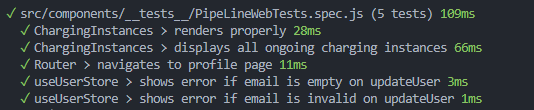 ✓ src/components/__tests__/PipeLineWebTests.spec.js (5 tests) 109ms
✓ ChargingInstances > renders properly 28ms
✓ ChargingInstances > displays all ongoing charging instances 66ms
✓ Router > navigates to profile page 11ms
✓ useUserStore > shows error if email is empty on updateUser 3ms
✓ useUserStore > shows error if email is invalid on updateUser 1ms